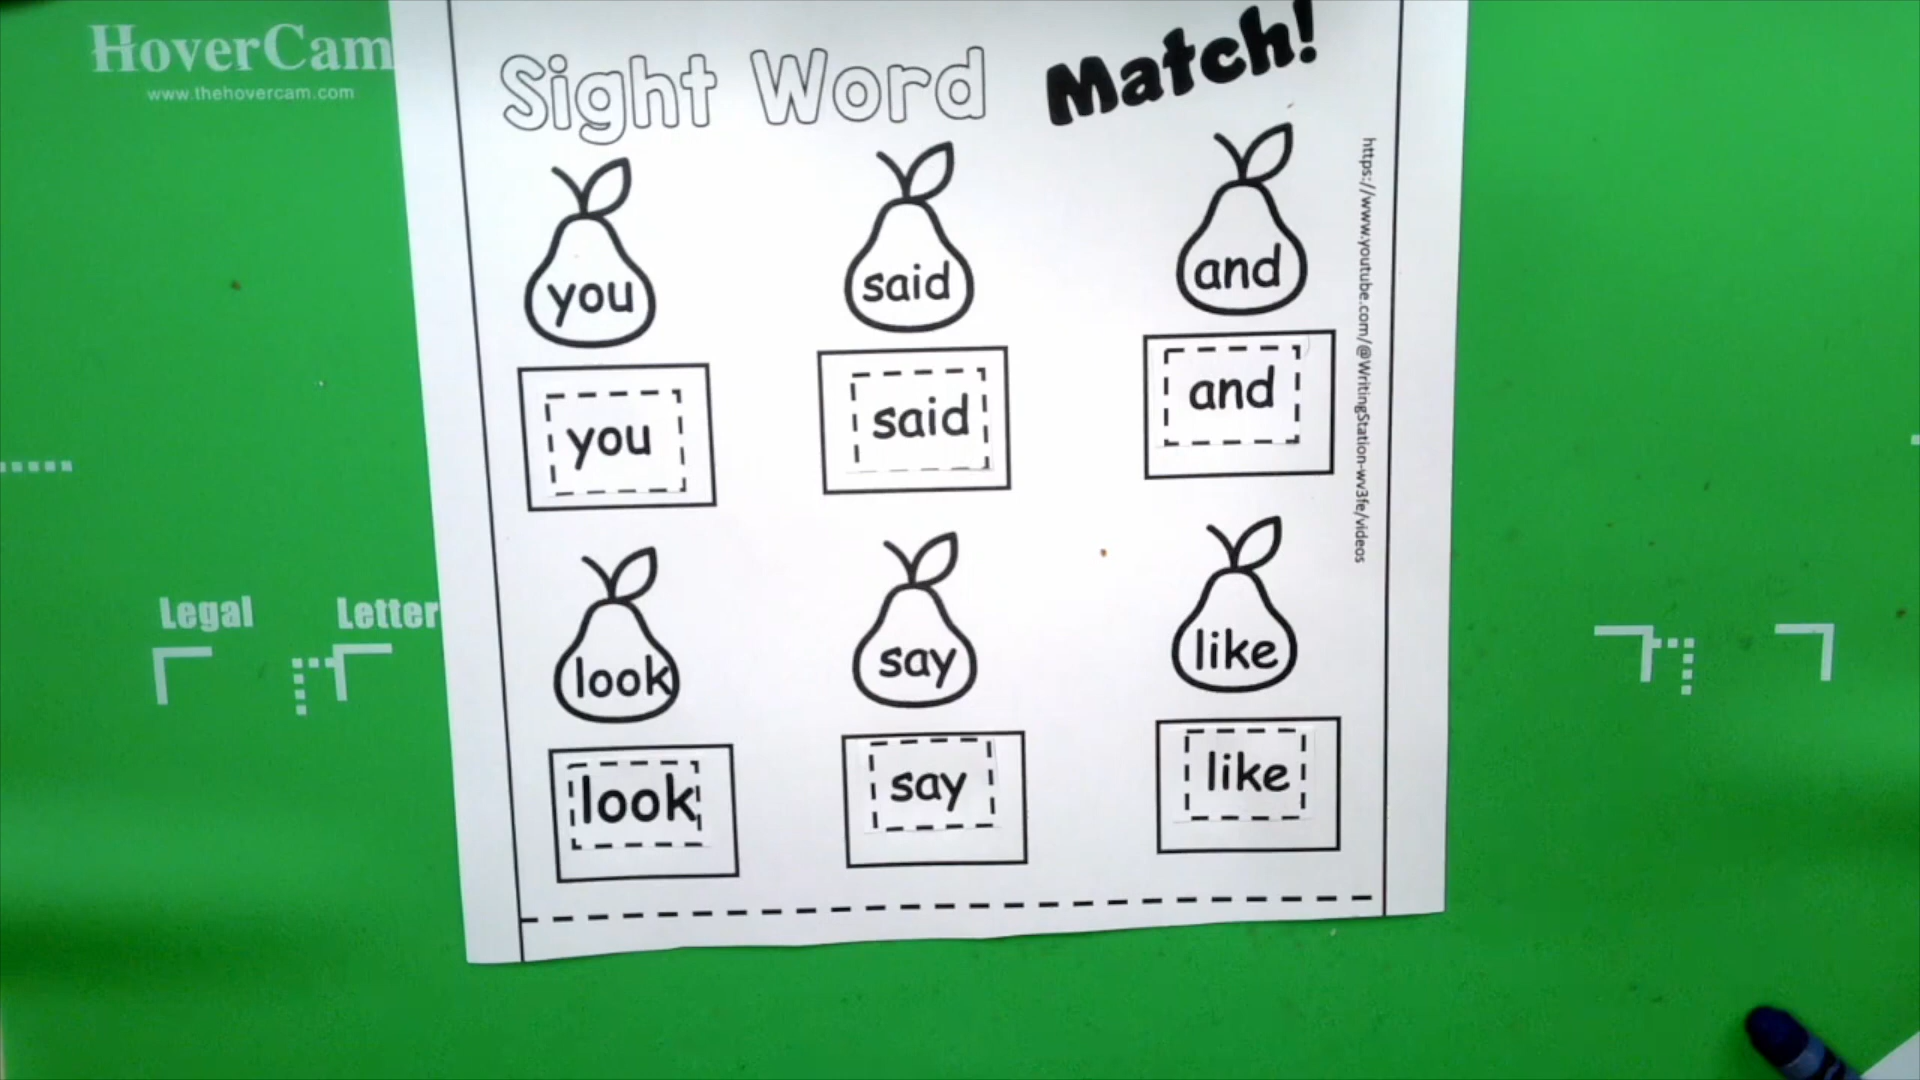 HoverCam
www.thehovercam.com
Sight Word Match!
you said and
you said and
look say like
look say like
https://www.youtube.com/@WritingStation-wv3fe/videos
Legal Letter